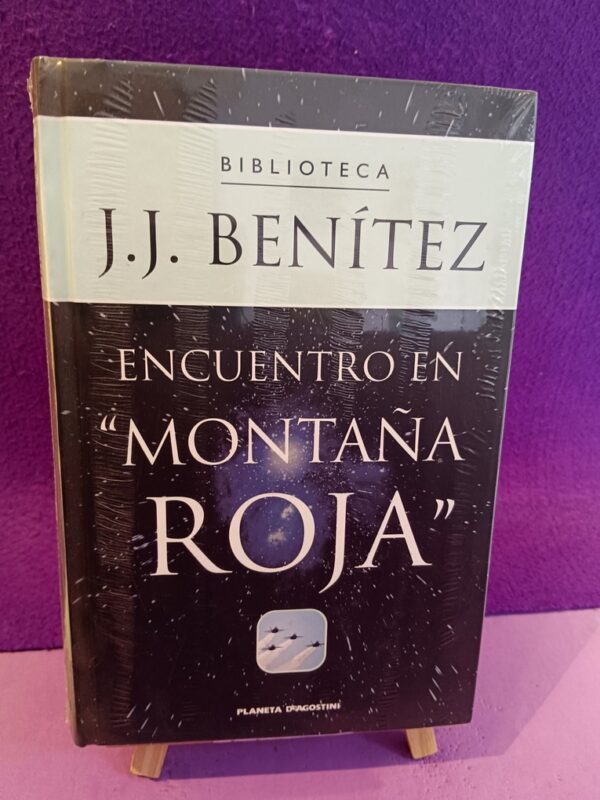 BIBLIOTECA
J.J. BENÍTEZ
ENCUENTRO EN
“MONTAÑA
ROJA”
PLANETA DEAGOSTINI